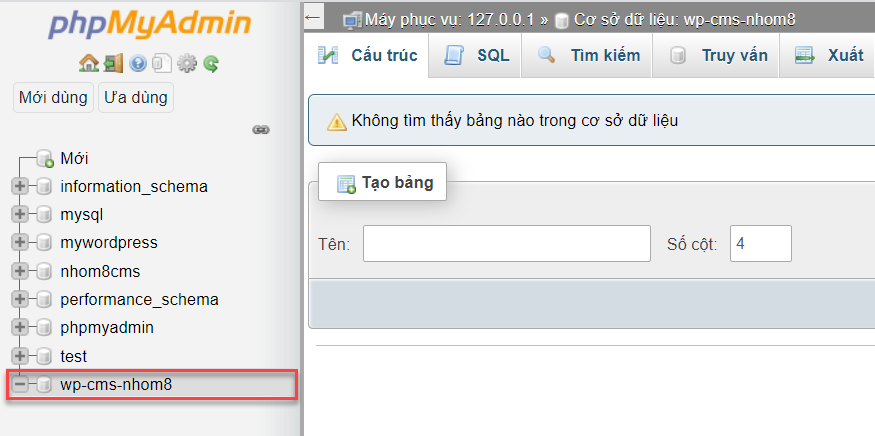 phpMyAdmin
Mới dùng Ưa dùng
Mới
information_schema
mysql
mywordpress
nhom8cms
performance_schema
phpmyadmin
test
wp-cms-nhom8
← Máy phục vụ: 127.0.0.1 » Cơ sở dữ liệu: wp-cms-nhom8
Cấu trúc SQL Tìm kiếm Truy vấn Xuất
Không tìm thấy bảng nào trong cơ sở dữ liệu
Tạo bảng
Tên: Số cột: 4